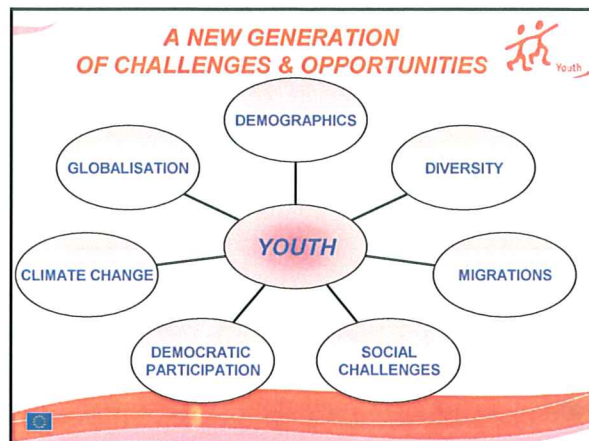 A NEW GENERATION
OF CHALLENGES & OPPORTUNITIES
Youth
DEMOGRAPHICS
GLOBALISATION
DIVERSITY
YOUTH
CLIMATE CHANGE
MIGRATIONS
DEMOCRATIC
PARTICIPATION
SOCIAL
CHALLENGES